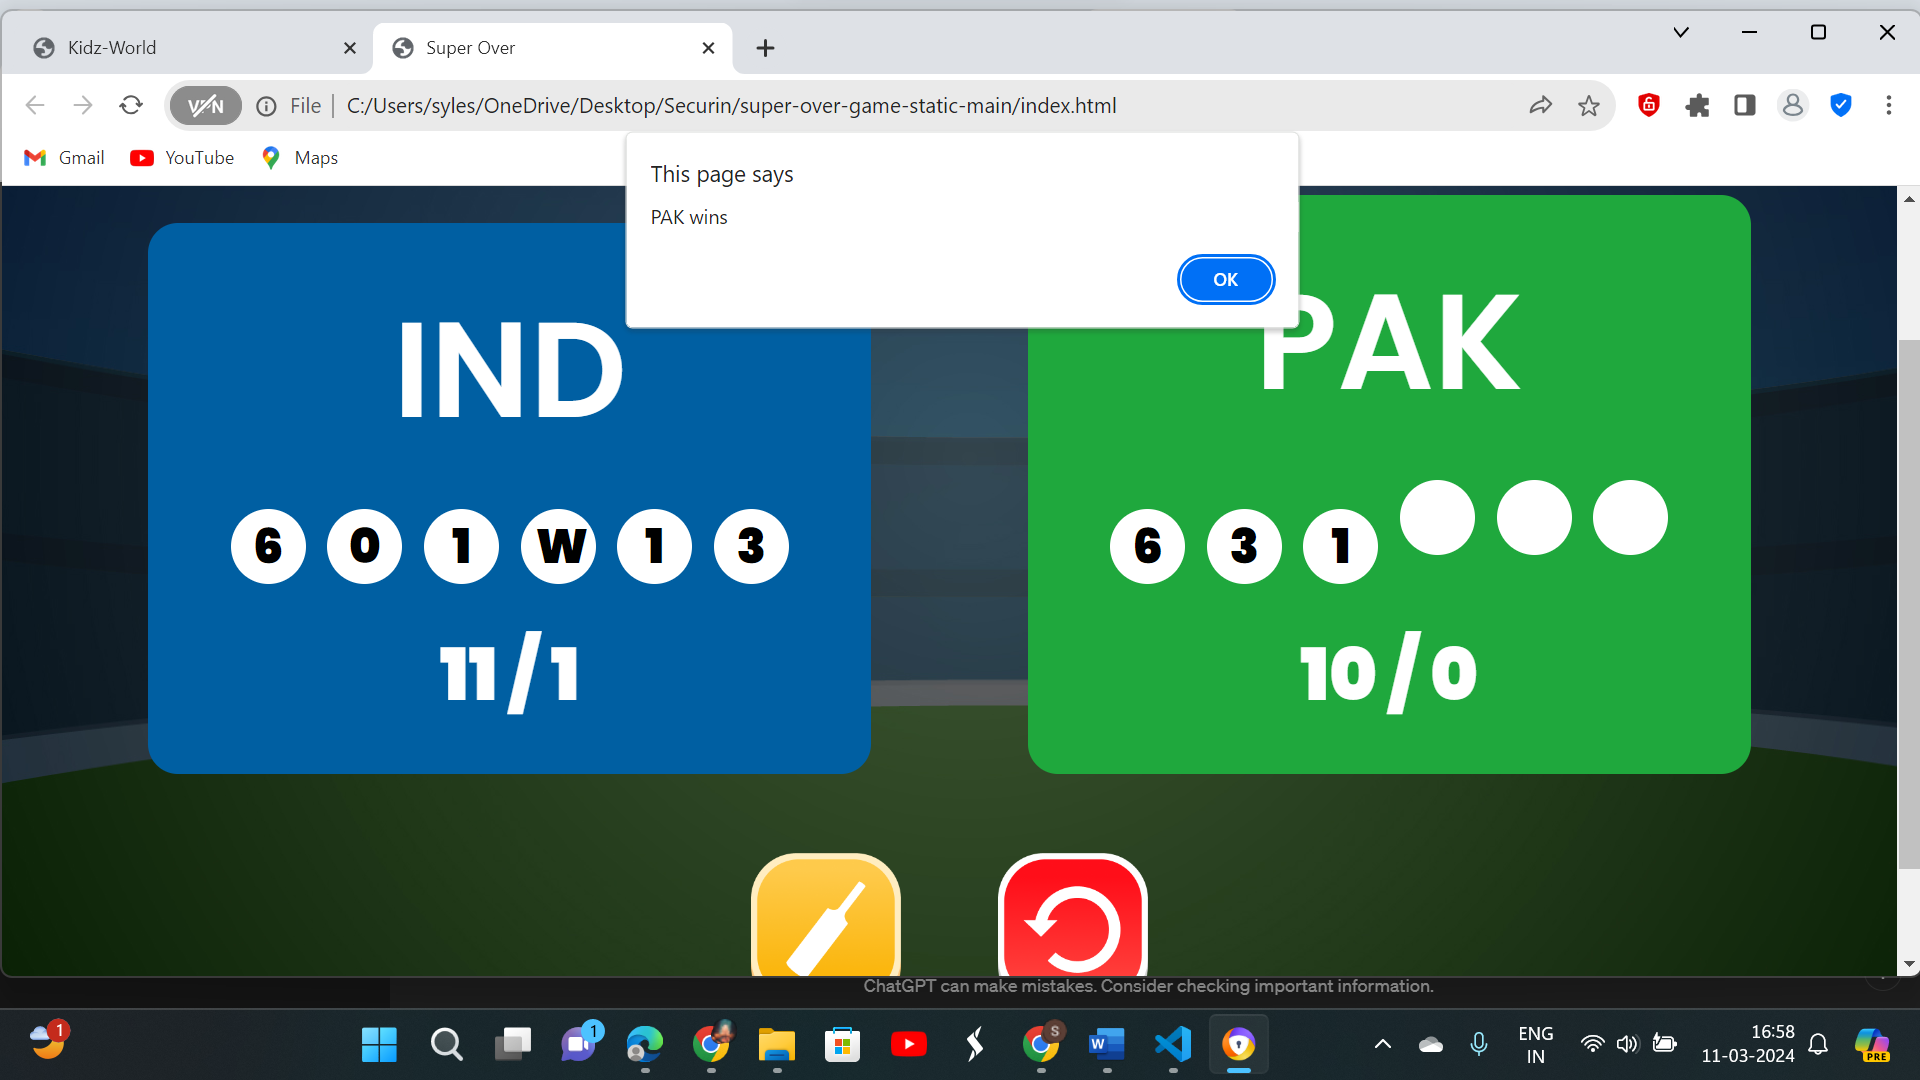 Kidz-World
Super Over
VPN
File
C:/Users/syles/OneDrive/Desktop/Securin/super-over-game-static-main/index.html
Gmail
YouTube
Maps
This page says
PAK wins
OK
IND
PAK
6 0 1 W 1 3
6 3 1
11/1
10/0
ChatGPT can make mistakes. Consider checking important information.
1
1
S
W
ENG
IN
16:58
11-03-2024
PRE